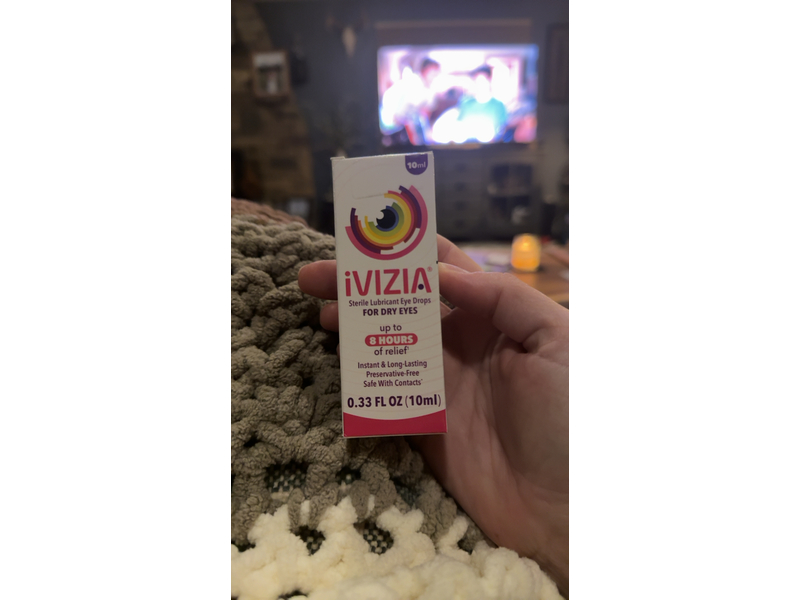 10ml
iVIZIA®
Sterile Lubricant Eye Drops
FOR DRY EYES
up to
8 HOURS
of relief
Instant & Long-Lasting
Preservative-Free
Safe With Contacts
0.33 FL OZ (10ml)